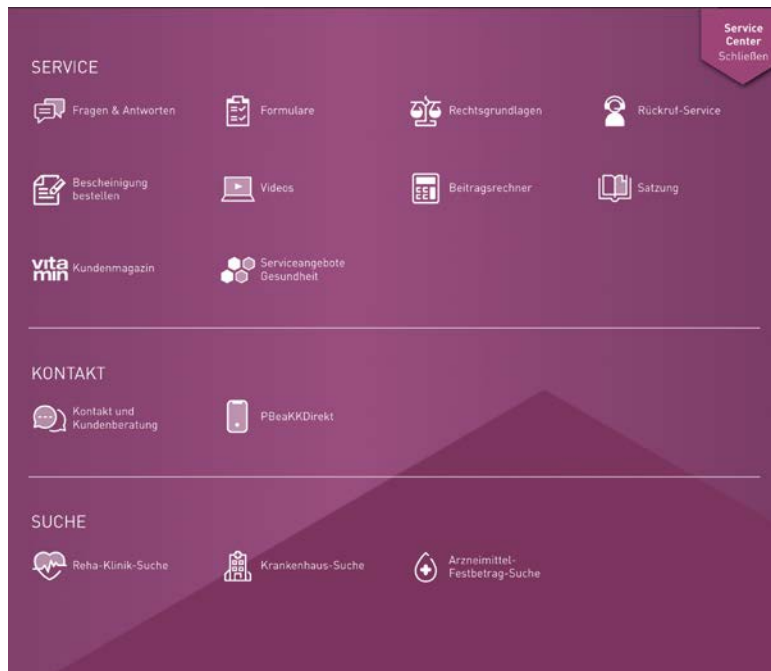 Service
Center
Schließen
SERVICE
Fragen & Antworten
Formulare
Rechtsgrundlagen
Rückruf-Service
Bescheinigung
bestellen
Videos
Beitragsrechner
Satzung
vita
min
Kundenmagazin
Serviceangebote
Gesundheit
KONTAKT
Kontakt und
Kundenberatung
PBeaKKDirekt
SUCHE
Reha-Klinik-Suche
Krankenhaus-Suche
Arzneimittel-
Festbetrag-Suche